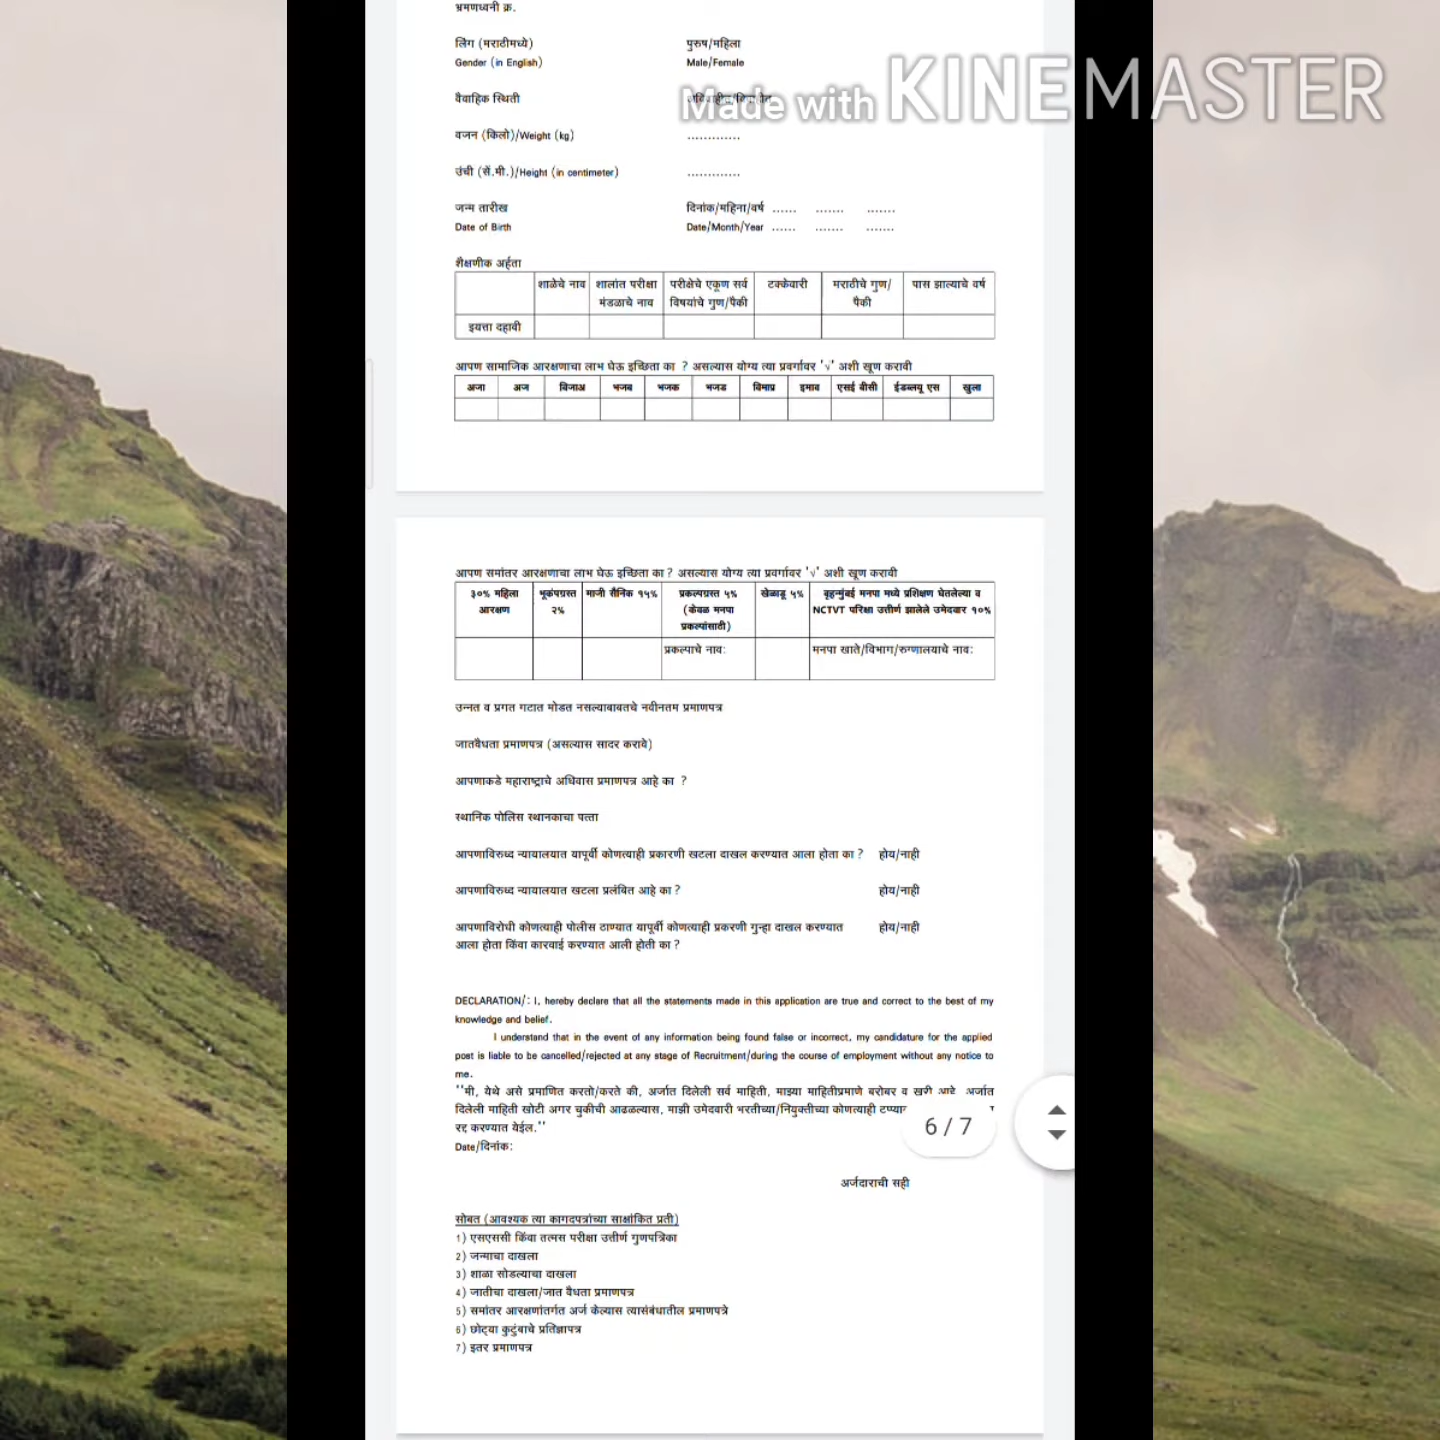 भ्रमणध्वनी क्र.
लिंग (मराठीमध्ये) पुरुष/महिला
Gender (in English) Male/Female
Made with KINEMASTER
वैवाहिक स्थिती
वजन (किलो)/Weight (kg) .............
उंची (सें.मी.)/Height (in centimeter) .............
जन्म तारीख दिनांक/महिना/वर्ष ...... ....... .......
Date of Birth Date/Month/Year ...... ....... .......
शैक्षणीक अर्हता
शाळेचे नाव शालांत परीक्षा मंडळाचे नाव परीक्षेचे एकूण सर्व विषयांचे गुण/पैकी टक्केवारी मराठीचे गुण/पैकी पास झाल्याचे वर्ष
इयत्ता दहावी
आपण सामाजिक आरक्षणाचा लाभ घेऊ इच्छिता का ? असल्यास योग्य त्या प्रवर्गावर '√' अशी खूण करावी
अजा अज विजाअ भजब भजक भजड विमाप्र इमाव एसई बीसी ईडब्लयू एस खुला
आपण समांतर आरक्षणाचा लाभ घेऊ इच्छिता का ? असल्यास योग्य त्या प्रवर्गावर '√' अशी खूण करावी
३०% महिला आरक्षण भूकंपग्रस्त २% माजी सैनिक १५% प्रकल्पग्रस्त ५% (केवळ मनपा प्रकल्पांसाठी) खेळाडू ५% बृहन्मुंबई मनपा मध्ये प्रशिक्षण घेतलेल्या व NCTVT परिक्षा उत्तीर्ण झालेले उमेदवार १०%
प्रकल्पाचे नाव: मनपा खाते/विभाग/रुग्णालयाचे नाव:
उन्नत व प्रगत गटात मोडत नसल्याबाबतचे नवीनतम प्रमाणपत्र
जातवैधता प्रमाणपत्र (असल्यास सादर करावे)
आपणाकडे महाराष्ट्राचे अधिवास प्रमाणपत्र आहे का ?
स्थानिक पोलिस स्थानकाचा पत्ता
आपणाविरुध्द न्यायालयात यापूर्वी कोणत्याही प्रकारणी खटला दाखल करण्यात आला होता का ? होय/नाही
आपणाविरुध्द न्यायालयात खटला प्रलंबित आहे का ? होय/नाही
आपणाविरोधी कोणत्याही पोलीस ठाण्यात यापूर्वी कोणत्याही प्रकरणी गुन्हा दाखल करण्यात होय/नाही
आला होता किंवा कारवाई करण्यात आली होती का ?
DECLARATION/: I, hereby declare that all the statements made in this application are true and correct to the best of my
knowledge and belief.
I understand that in the event of any information being found false or incorrect, my candidature for the applied
post is liable to be cancelled/rejected at any stage of Recruitment/during the course of employment without any notice to
me.
''मी, येथे असे प्रमाणित करतो/करते की, अर्जात दिलेली सर्व माहिती, माझ्या माहितीप्रमाणे बरोबर व खरी आहे. अर्जात
दिलेली माहिती खोटी अगर चुकीची आढळल्यास, माझी उमेदवारी भरतीच्या/नियुक्तीच्या कोणत्याही
रद्द करण्यात येईल.''
6 / 7
Date/दिनांक:
अर्जदाराची सही
सोबत (आवश्यक त्या कागदपत्रांच्या साक्षांकित प्रती)
1) एसएससी किंवा तत्मस परीक्षा उत्तीर्ण गुणपत्रिका
2) जन्माचा दाखला
3) शाळा सोडल्याचा दाखला
4) जातीचा दाखला/जात वैधता प्रमाणपत्र
5) समांतर आरक्षणांतर्गत अर्ज केल्यास त्यासंबंधातील प्रमाणपत्रे
6) छोट्या कुटुंबाचे प्रतिज्ञापत्र
7) इतर प्रमाणपत्र